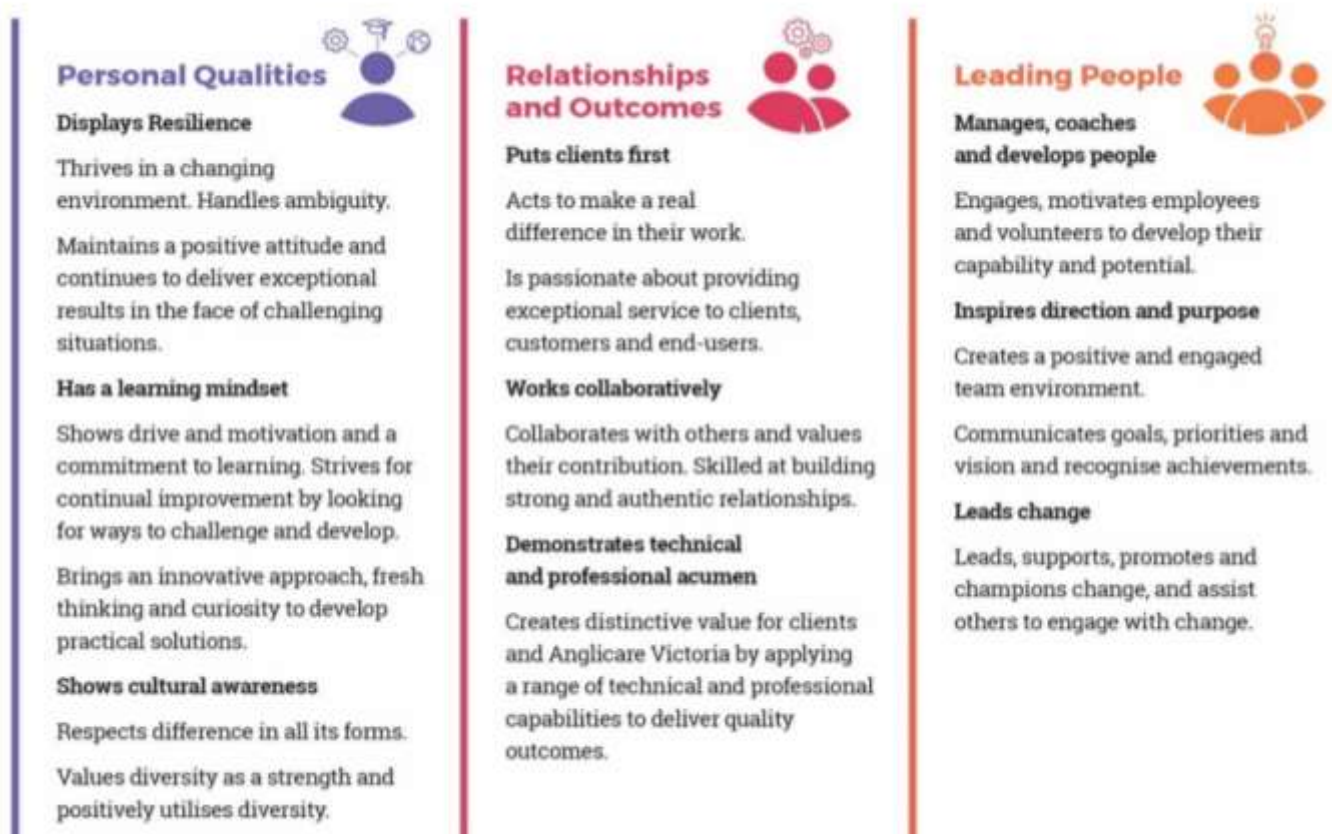 Personal Qualities
Displays Resilience
Thrives in a changing
environment. Handles ambiguity.
Maintains a positive attitude and
continues to deliver exceptional
results in the face of challenging
situations.
Has a learning mindset
Shows drive and motivation and a
commitment to learning. Strives for
continual improvement by looking
for ways to challenge and develop.
Brings an innovative approach, fresh
thinking and curiosity to develop
practical solutions.
Shows cultural awareness
Respects difference in all its forms.
Values diversity as a strength and
positively utilises diversity.
Relationships
and Outcomes
Puts clients first
Acts to make a real
difference in their work.
Is passionate about providing
exceptional service to clients,
customers and end-users.
Works collaboratively
Collaborates with others and values
their contribution. Skilled at building
strong and authentic relationships.
Demonstrates technical
and professional acumen
Creates distinctive value for clients
and Anglicare Victoria by applying
a range of technical and professional
capabilities to deliver quality
outcomes.
Leading People
Manages, coaches
and develops people
Engages, motivates employees
and volunteers to develop their
capability and potential.
Inspires direction and purpose
Creates a positive and engaged
team environment.
Communicates goals, priorities and
vision and recognise achievements.
Leads change
Leads, supports, promotes and
champions change, and assist
others to engage with change.